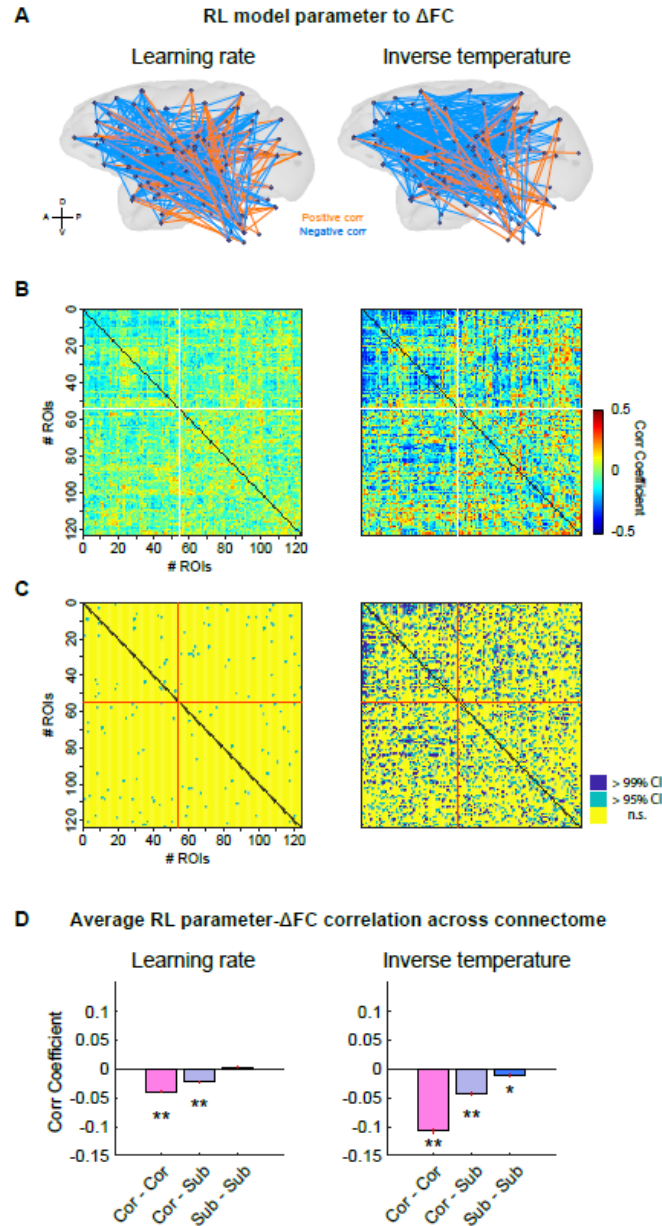 A
RL model parameter to ΔFC
Learning rate
Inverse temperature
D
A P
V
Positive corr
Negative corr
B
0
20
40
60
80
100
120
# ROIs
0 20 40 60 80 100 120
# ROIs
0.5
0
-0.5
Corr Coefficient
C
0
20
40
60
80
100
120
# ROIs
0 20 40 60 80 100 120
# ROIs
> 99% CI
> 95% CI
n.s.
D
Average RL parameter-ΔFC correlation across connectome
Learning rate
Inverse temperature
0.1
0.05
0
-0.05
-0.1
-0.15
Corr Coefficient
**
**
Cor - Cor
Cor - Sub
Sub - Sub
0.1
0.05
0
-0.05
-0.1
-0.15
**
**
*
Cor - Cor
Cor - Sub
Sub - Sub